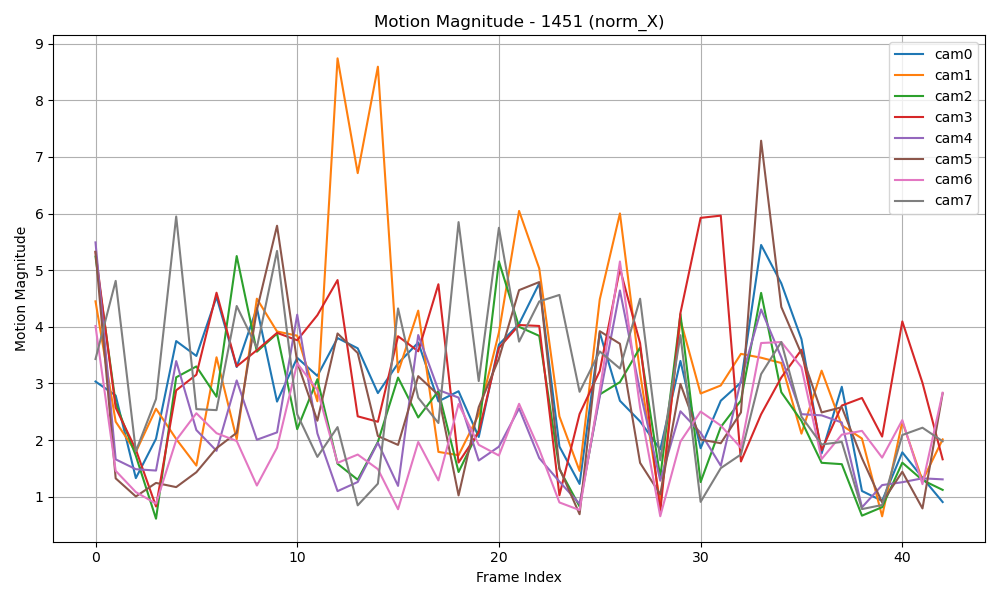 Motion Magnitude - 1451 (norm_X)
Motion Magnitude
9
8
7
6
5
4
3
2
1
0
10
20
30
40
Frame Index
cam0
cam1
cam2
cam3
cam4
cam5
cam6
cam7